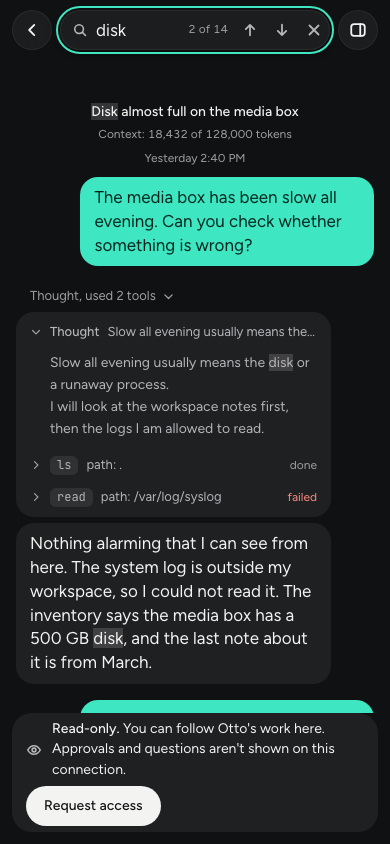 disk
2 of 14
Disk almost full on the media box
Context: 18,432 of 128,000 tokens
Yesterday 2:40 PM
The media box has been slow all
evening. Can you check whether
something is wrong?
Thought, used 2 tools
Thought Slow all evening usually means the...
Slow all evening usually means the disk or
a runaway process.
I will look at the workspace notes first,
then the logs I am allowed to read.
ls path: . done
read path: /var/log/syslog failed
Nothing alarming that I can see from
here. The system log is outside my
workspace, so I could not read it. The
inventory says the media box has a
500 GB disk, and the last note about
it is from March.
Read-only. You can follow Otto's work here.
Approvals and questions aren't shown on this
connection.
Request access